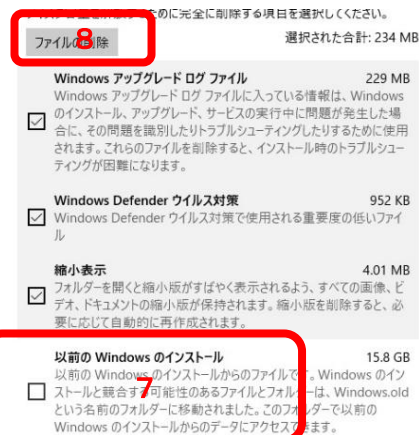 ために完全に削除する項目を選択してください。
ファイルの削除
8
選択された合計: 234 MB
Windows アップグレード ログ ファイル 229 MB
Windows アップグレード ログ ファイルに入っている情報は、Windows
のインストール、アップグレード、サービスの実行中に問題が発生した場
合に、その問題を識別したりトラブルシューティングしたりするために使用
されます。これらのファイルを削除すると、インストール時のトラブルシュー
ティングが困難になります。
Windows Defender ウイルス対策 952 KB
Windows Defender ウイルス対策で使用される重要度の低いファイ
ル
縮小表示 4.01 MB
フォルダーを開くと縮小版がすばやく表示されるよう、すべての画像、ビ
デオ、ドキュメントの縮小版が保持されます。縮小版を削除すると、必
要に応じて自動的に再作成されます。
以前の Windows のインストール 15.8 GB
以前の Windows のインストールからのファイルです。Windows のイン
ストールと競合する可能性のあるファイルとフォルダーは、Windows.old
7
という名前のフォルダーに移動されました。このフォルダーで以前の
Windows のインストールからのデータにアクセスできます。